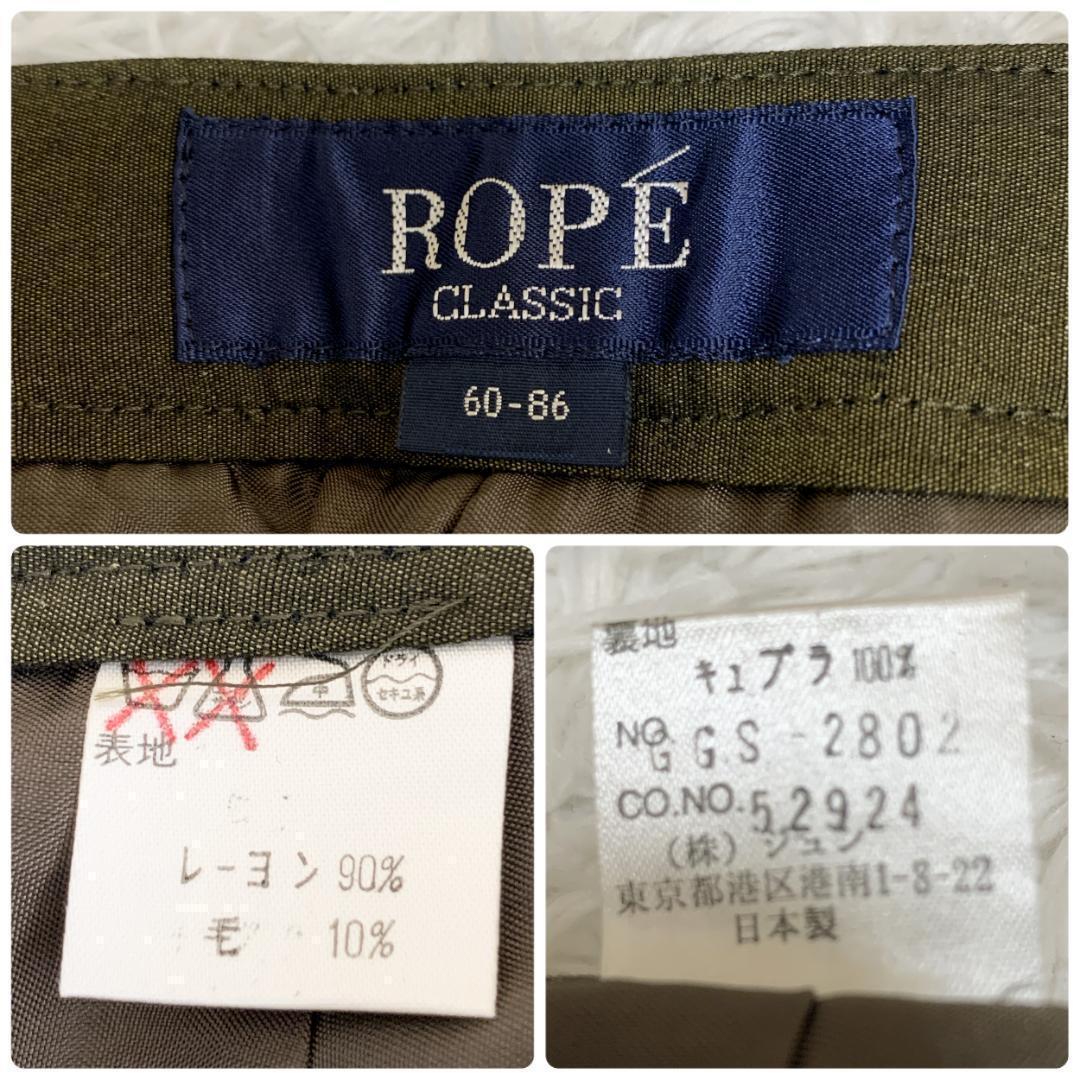 ROPÉ
CLASSIC
60-86
中
ドライ
セキユ系
表地
レーヨン 90%
毛 10%
裏地
キュプラ 100%
NO. GGS-2802
CO.NO. 52924
(株) ジュン
東京都港区港南1-8-22
日本製